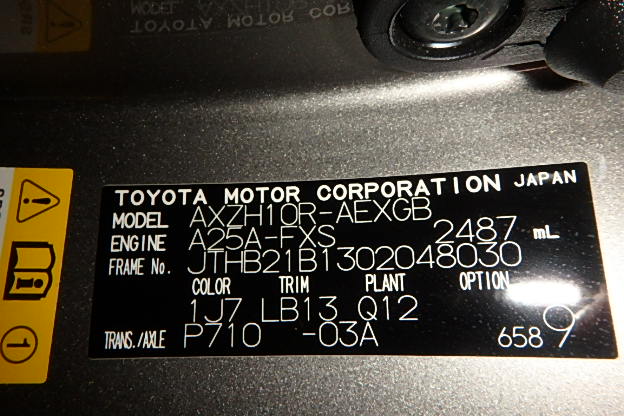 TOYOTA MOTOR CORPORATION JAPAN
MODEL AXZH10R-AEXGB
ENGINE A25A-FXS 2487 mL
FRAME No. JTHB21B1302048030
COLOR TRIM PLANT OPTION
1J7 LB13 Q12
TRANS./AXLE P710 -03A 658 9
1